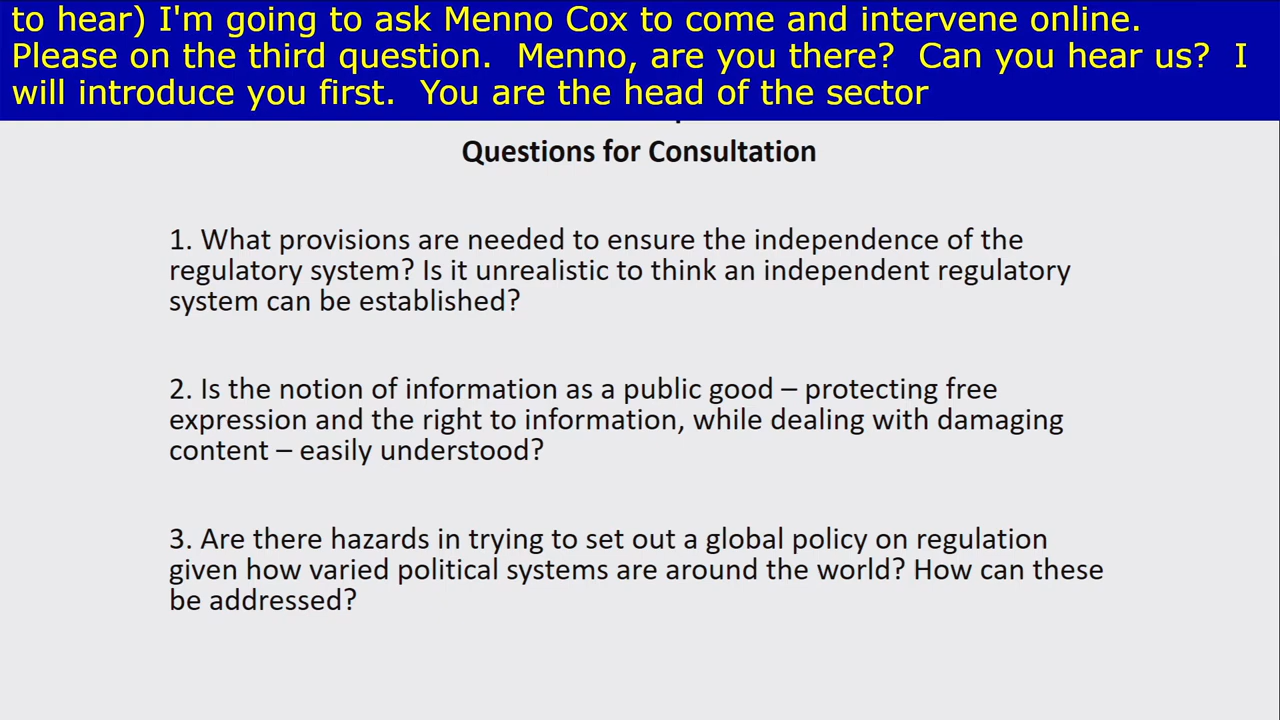 to hear) I'm going to ask Menno Cox to come and intervene online.
Please on the third question.  Menno, are you there?  Can you hear us?  I
will introduce you first.  You are the head of the sector
Questions for Consultation
1. What provisions are needed to ensure the independence of the
regulatory system? Is it unrealistic to think an independent regulatory
system can be established?
2. Is the notion of information as a public good – protecting free
expression and the right to information, while dealing with damaging
content – easily understood?
3. Are there hazards in trying to set out a global policy on regulation
given how varied political systems are around the world? How can these
be addressed?